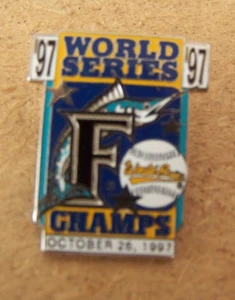 WORLD
SERIES
'97 '97
F
CHAMPS
OCTOBER 26, 1997